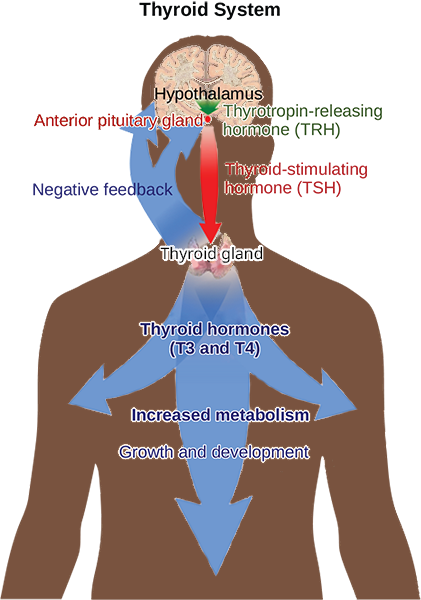 Thyroid System
Hypothalamus
Anterior pituitary gland
Thyrotropin-releasing
hormone (TRH)
Thyroid-stimulating
hormone (TSH)
Negative feedback
Thyroid gland
Thyroid hormones
(T3 and T4)
Increased metabolism
Growth and development